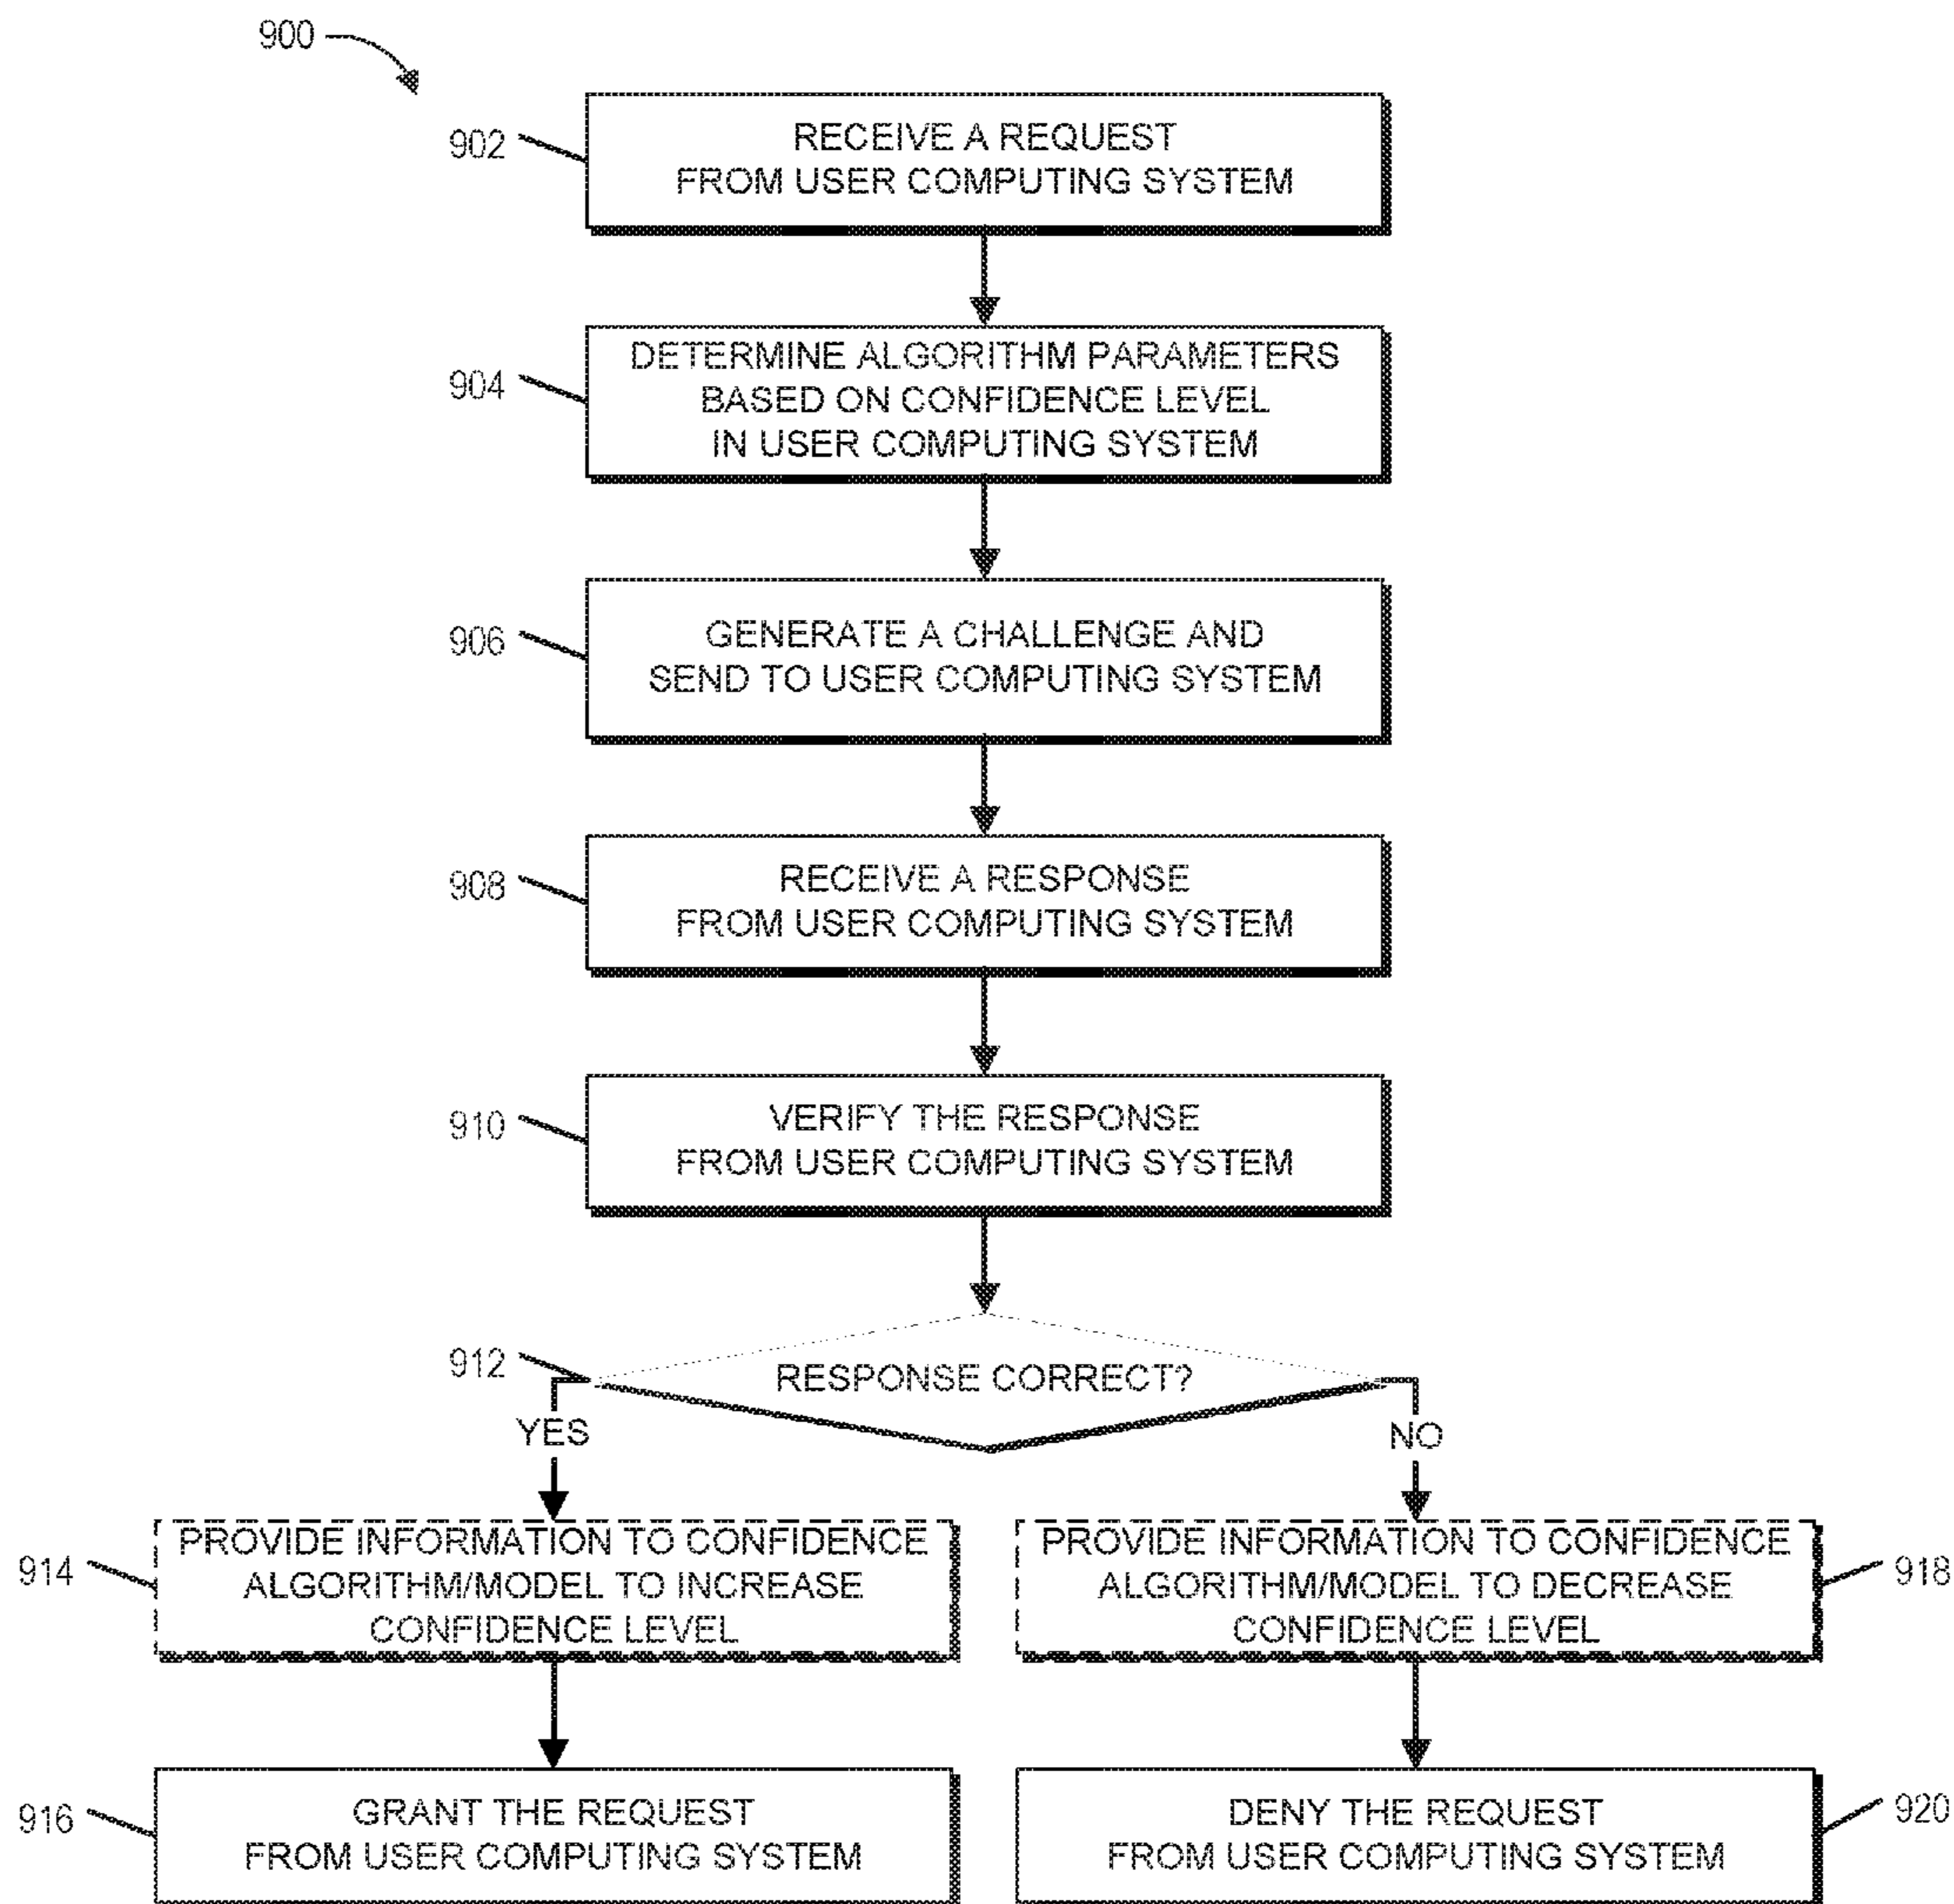 900
902
RECEIVE A REQUEST
FROM USER COMPUTING SYSTEM
904
DETERMINE ALGORITHM PARAMETERS
BASED ON CONFIDENCE LEVEL
IN USER COMPUTING SYSTEM
906
GENERATE A CHALLENGE AND
SEND TO USER COMPUTING SYSTEM
908
RECEIVE A RESPONSE
FROM USER COMPUTING SYSTEM
910
VERIFY THE RESPONSE
FROM USER COMPUTING SYSTEM
912
RESPONSE CORRECT?
YES
NO
914
PROVIDE INFORMATION TO CONFIDENCE
ALGORITHM/MODEL TO INCREASE
CONFIDENCE LEVEL
PROVIDE INFORMATION TO CONFIDENCE
ALGORITHM/MODEL TO DECREASE
CONFIDENCE LEVEL
918
916
GRANT THE REQUEST
FROM USER COMPUTING SYSTEM
DENY THE REQUEST
FROM USER COMPUTING SYSTEM
920